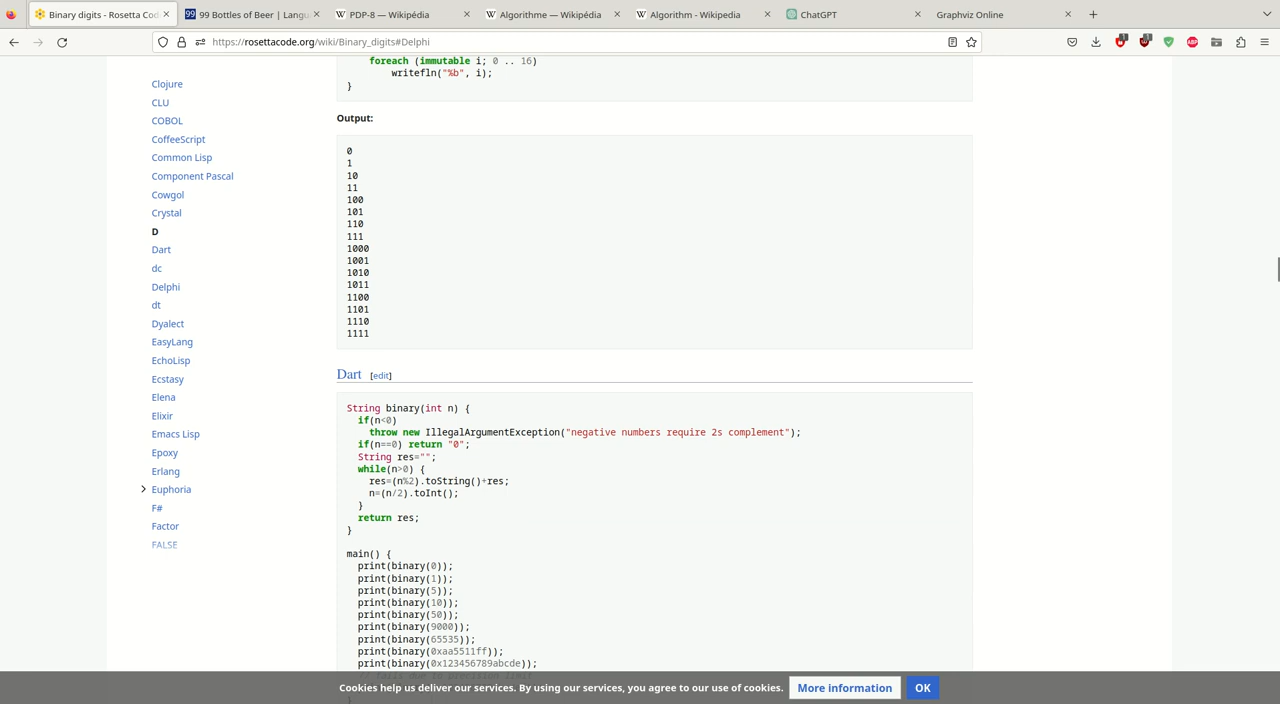 Binary digits - Rosetta Cod
99 Bottles of Beer | Langu
PDP-8 — Wikipédia
Algorithme — Wikipédia
Algorithm - Wikipedia
ChatGPT
Graphviz Online
https://rosettacode.org/wiki/Binary_digits#Delphi
Clojure
CLU
COBOL
CoffeeScript
Common Lisp
Component Pascal
Cowgol
Crystal
D
Dart
dc
Delphi
dt
Dyalect
EasyLang
EchoLisp
Ecstasy
Elena
Elixir
Emacs Lisp
Epoxy
Erlang
Euphoria
F#
Factor
FALSE
foreach (immutable i; 0 .. 16)
writefln("%b", i);
}
Output:
0
1
10
11
100
101
110
111
1000
1001
1010
1011
1100
1101
1110
1111
Dart [edit]
String binary(int n) {
if(n<0)
throw new IllegalArgumentException("negative numbers require 2s complement");
if(n==0) return "0";
String res="";
while(n>0) {
res=(n%2).toString()+res;
n=(n/2).toInt();
}
return res;
}
main() {
print(binary(0));
print(binary(1));
print(binary(5));
print(binary(10));
print(binary(50));
print(binary(9000));
print(binary(65535));
print(binary(0xaa5511ff));
print(binary(0x123456789abcde));
// fails due to precision limit
Cookies help us deliver our services. By using our services, you agree to our use of cookies.
More information
OK